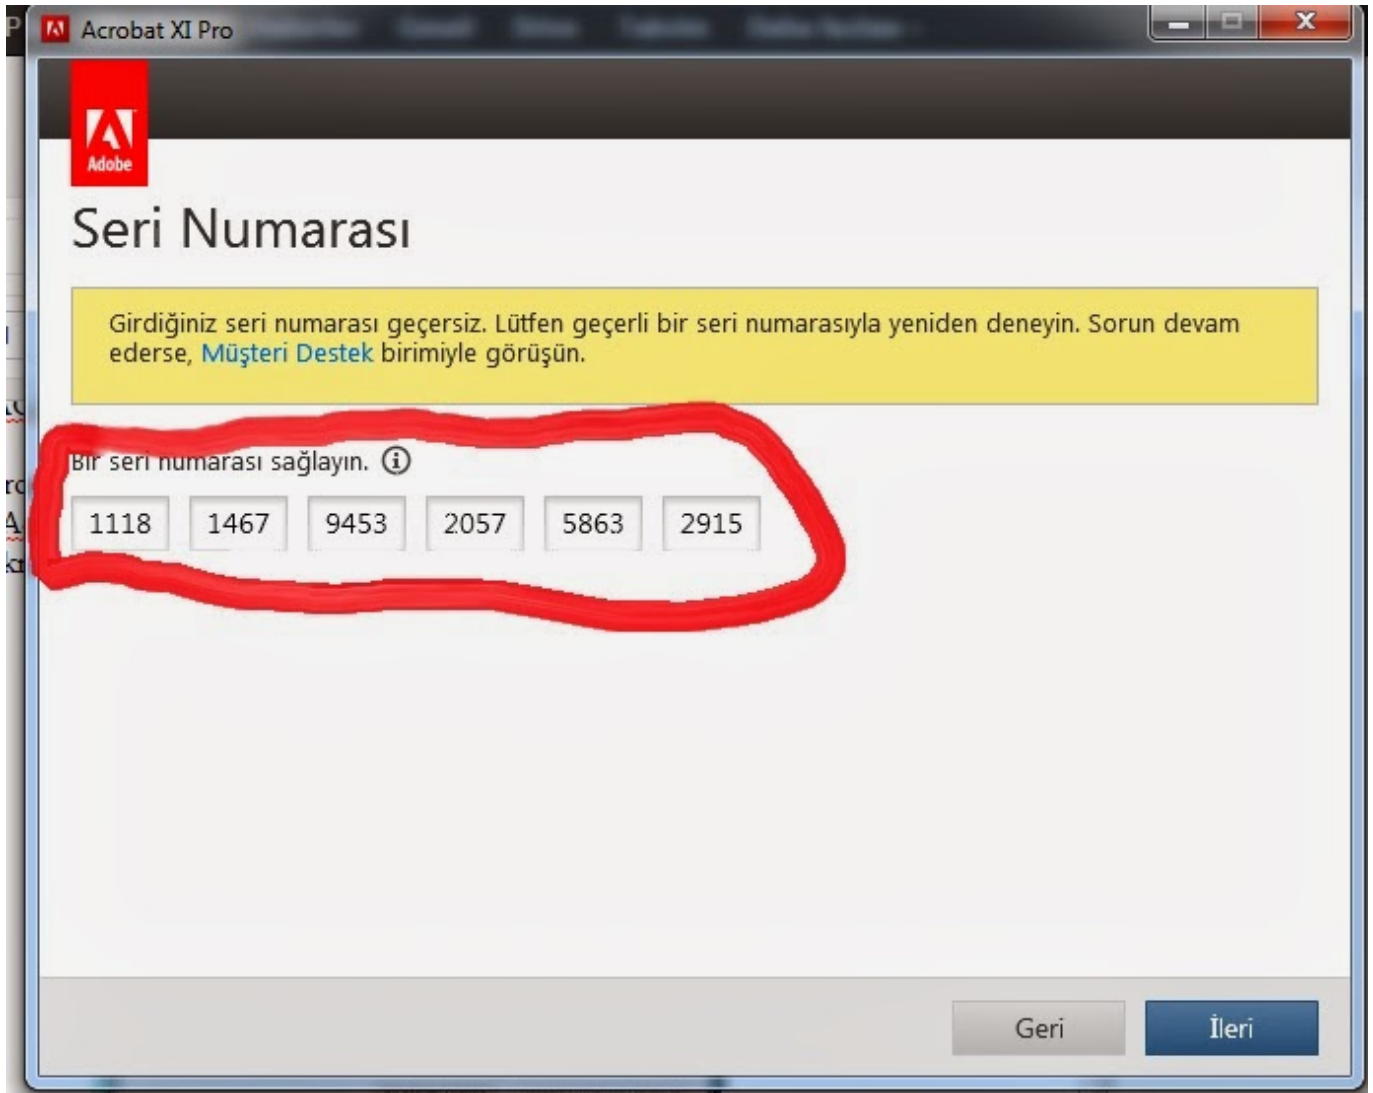 Acrobat XI Pro
Adobe
Seri Numarası
Girdiğiniz seri numarası geçersiz. Lütfen geçerli bir seri numarasıyla yeniden deneyin. Sorun devam
ederse, Müşteri Destek birimiyle görüşün.
Bir seri numarası sağlayın.
1118 1467 9453 2057 5863 2915
Geri İleri